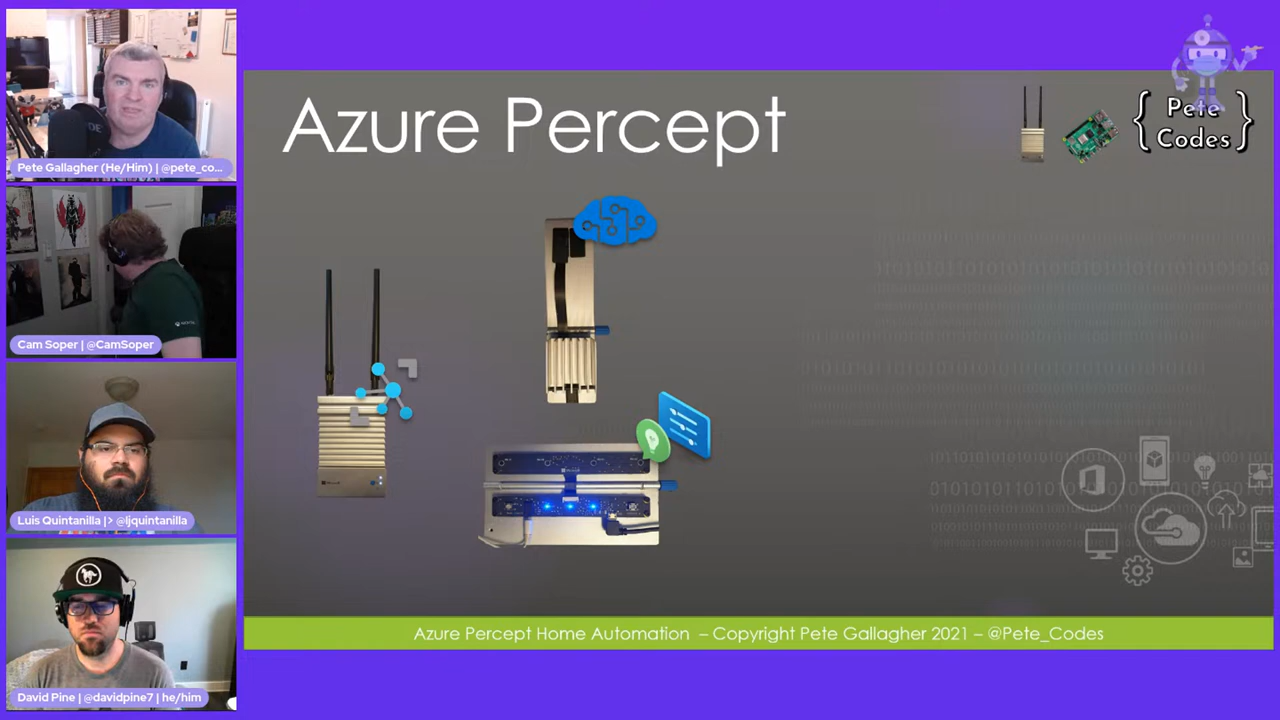 Pete Gallagher (He/Him) | @pete_co...
Cam Soper | @CamSoper
Luis Quintanilla |> @ljquintanilla
David Pine | @davidpine7 | he/him
Azure Percept
{ Pete
Codes }
Azure Percept Home Automation – Copyright Pete Gallagher 2021 – @Pete_Codes